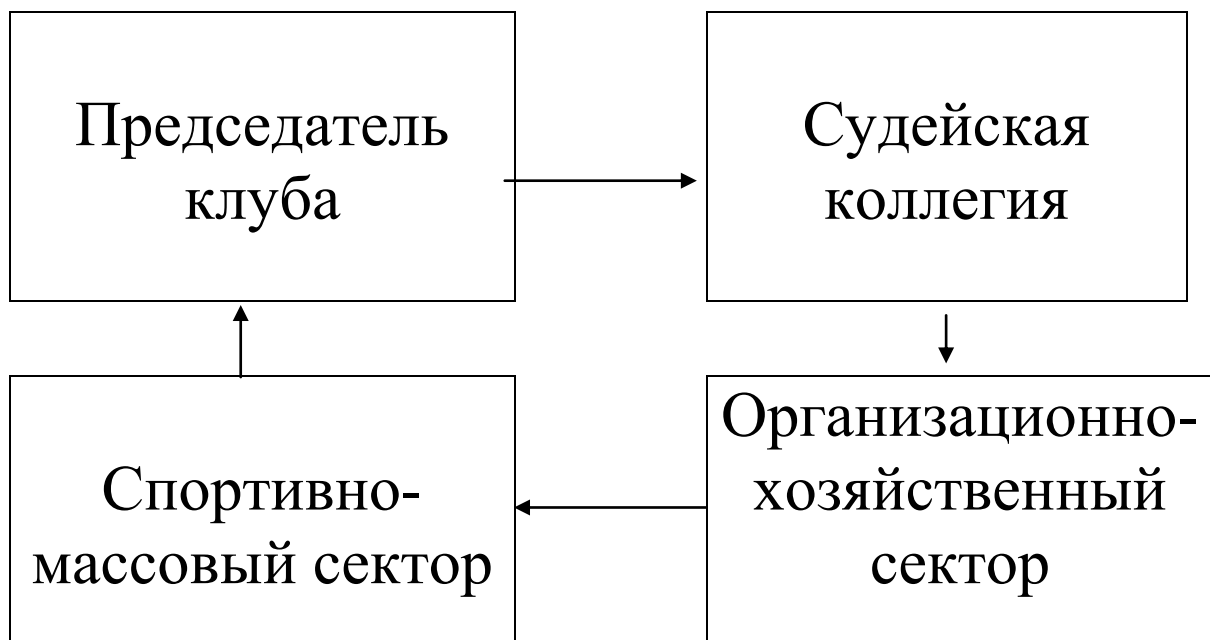 Председатель
клуба
Судейская
коллегия
Спортивно-
массовый сектор
Организационно-
хозяйственный
сектор